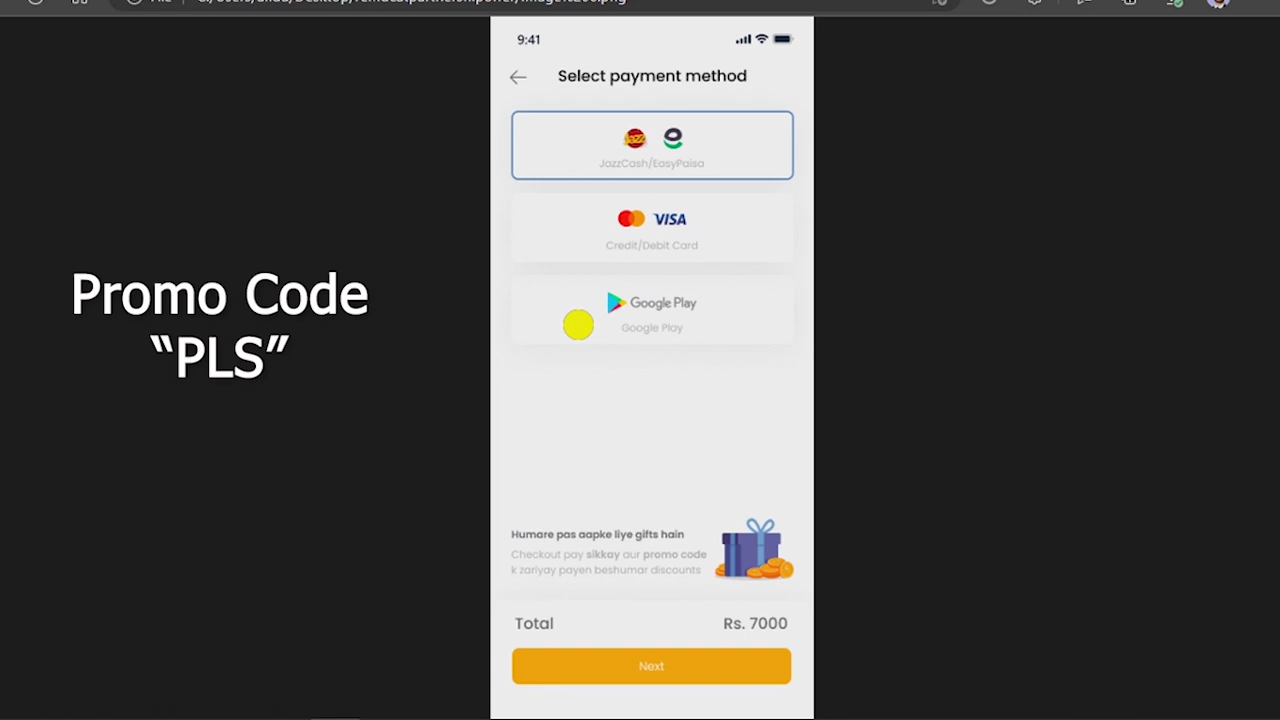 9:41
Select payment method
JazzCash/EasyPaisa
VISA
Credit/Debit Card
Google Play
Google Play
Promo Code
“PLS”
Humare pas aapke liye gifts hain
Checkout pay sikkay aur promo code
k zariyay payen beshumar discounts
Total Rs. 7000
Next